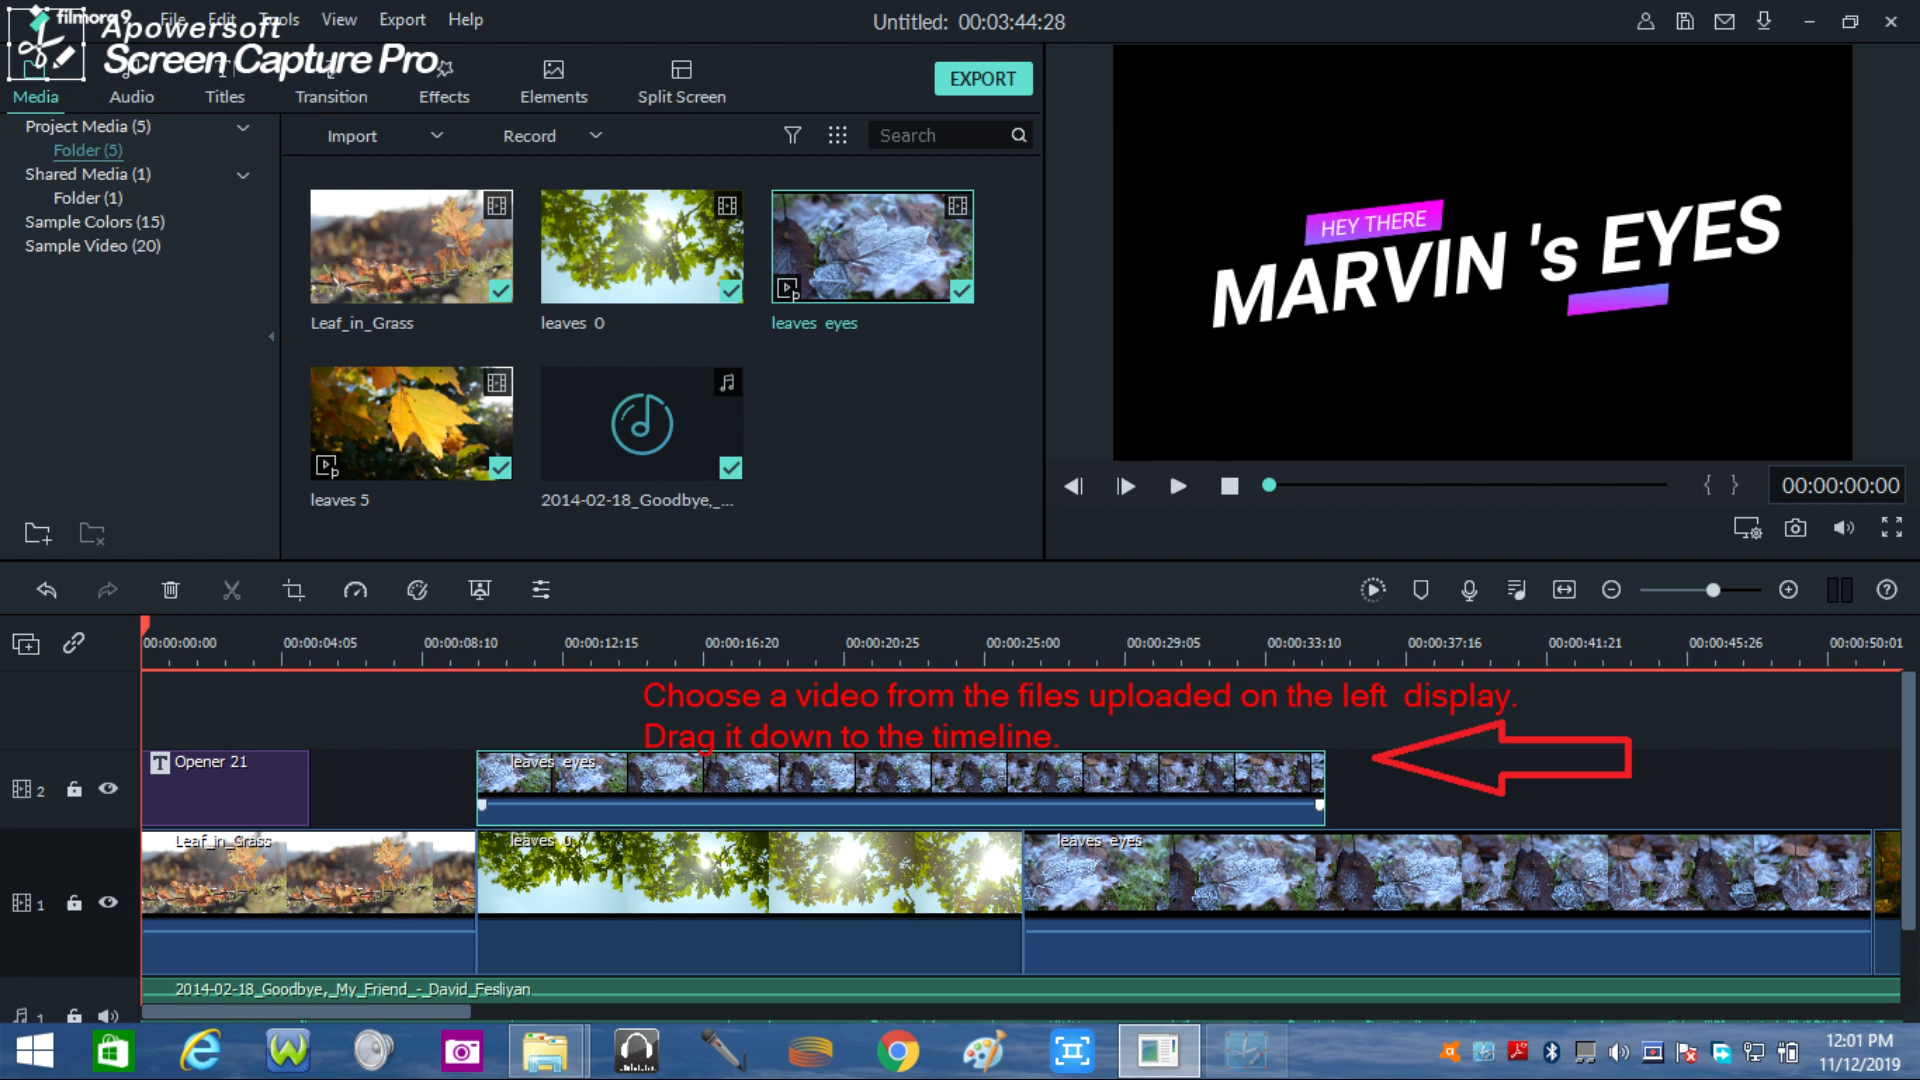 filmora9 File Edit Tools View Export Help Untitled: 00:03:44:28
Apowersoft
Screen Capture Pro
Media Audio Titles Transition Effects Elements Split Screen EXPORT
Project Media (5)
Folder (5)
Shared Media (1)
Folder (1)
Sample Colors (15)
Sample Video (20)
Import Record Search
Leaf_in_Grass leaves 0 leaves eyes
leaves 5 2014-02-18_Goodbye,_...
HEY THERE
MARVIN 's EYES
{ } 00:00:00:00
00:00:00:00 00:00:04:05 00:00:08:10 00:00:12:15 00:00:16:20 00:00:20:25 00:00:25:00 00:00:29:05 00:00:33:10 00:00:37:16 00:00:41:21 00:00:45:26 00:00:50:01
Choose a video from the files uploaded on the left display.
Drag it down to the timeline.
2 T Opener 21 leaves eyes
1 Leaf_in_Grass leaves 0 leaves eyes
1 2014-02-18_Goodbye,_My_Friend_-_David_Fesliyan
12:01 PM
11/12/2019